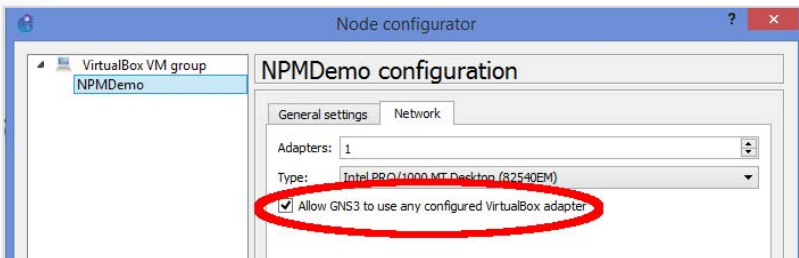 Node configurator
?
×
VirtualBox VM group
NPMDemo
NPMDemo configuration
General settings
Network
Adapters: 1
Type: Intel PRO/1000 MT Desktop (82540EM)
Allow GNS3 to use any configured VirtualBox adapter